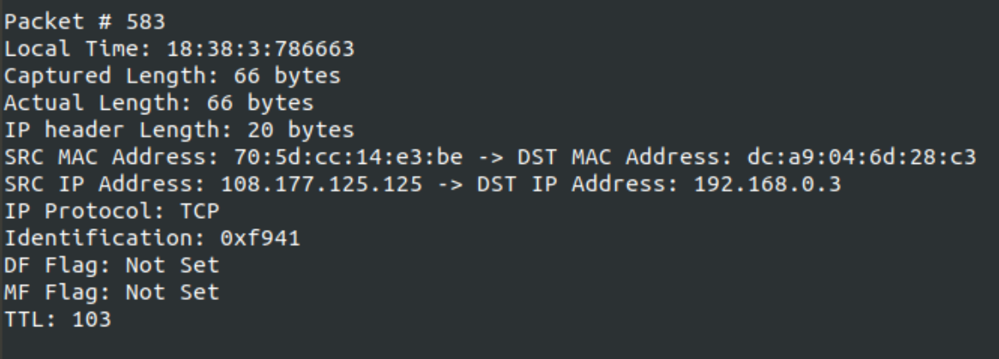 Packet # 583
Local Time: 18:38:3:786663
Captured Length: 66 bytes
Actual Length: 66 bytes
IP header Length: 20 bytes
SRC MAC Address: 70:5d:cc:14:e3:be -> DST MAC Address: dc:a9:04:6d:28:c3
SRC IP Address: 108.177.125.125 -> DST IP Address: 192.168.0.3
IP Protocol: TCP
Identification: 0xf941
DF Flag: Not Set
MF Flag: Not Set
TTL: 103